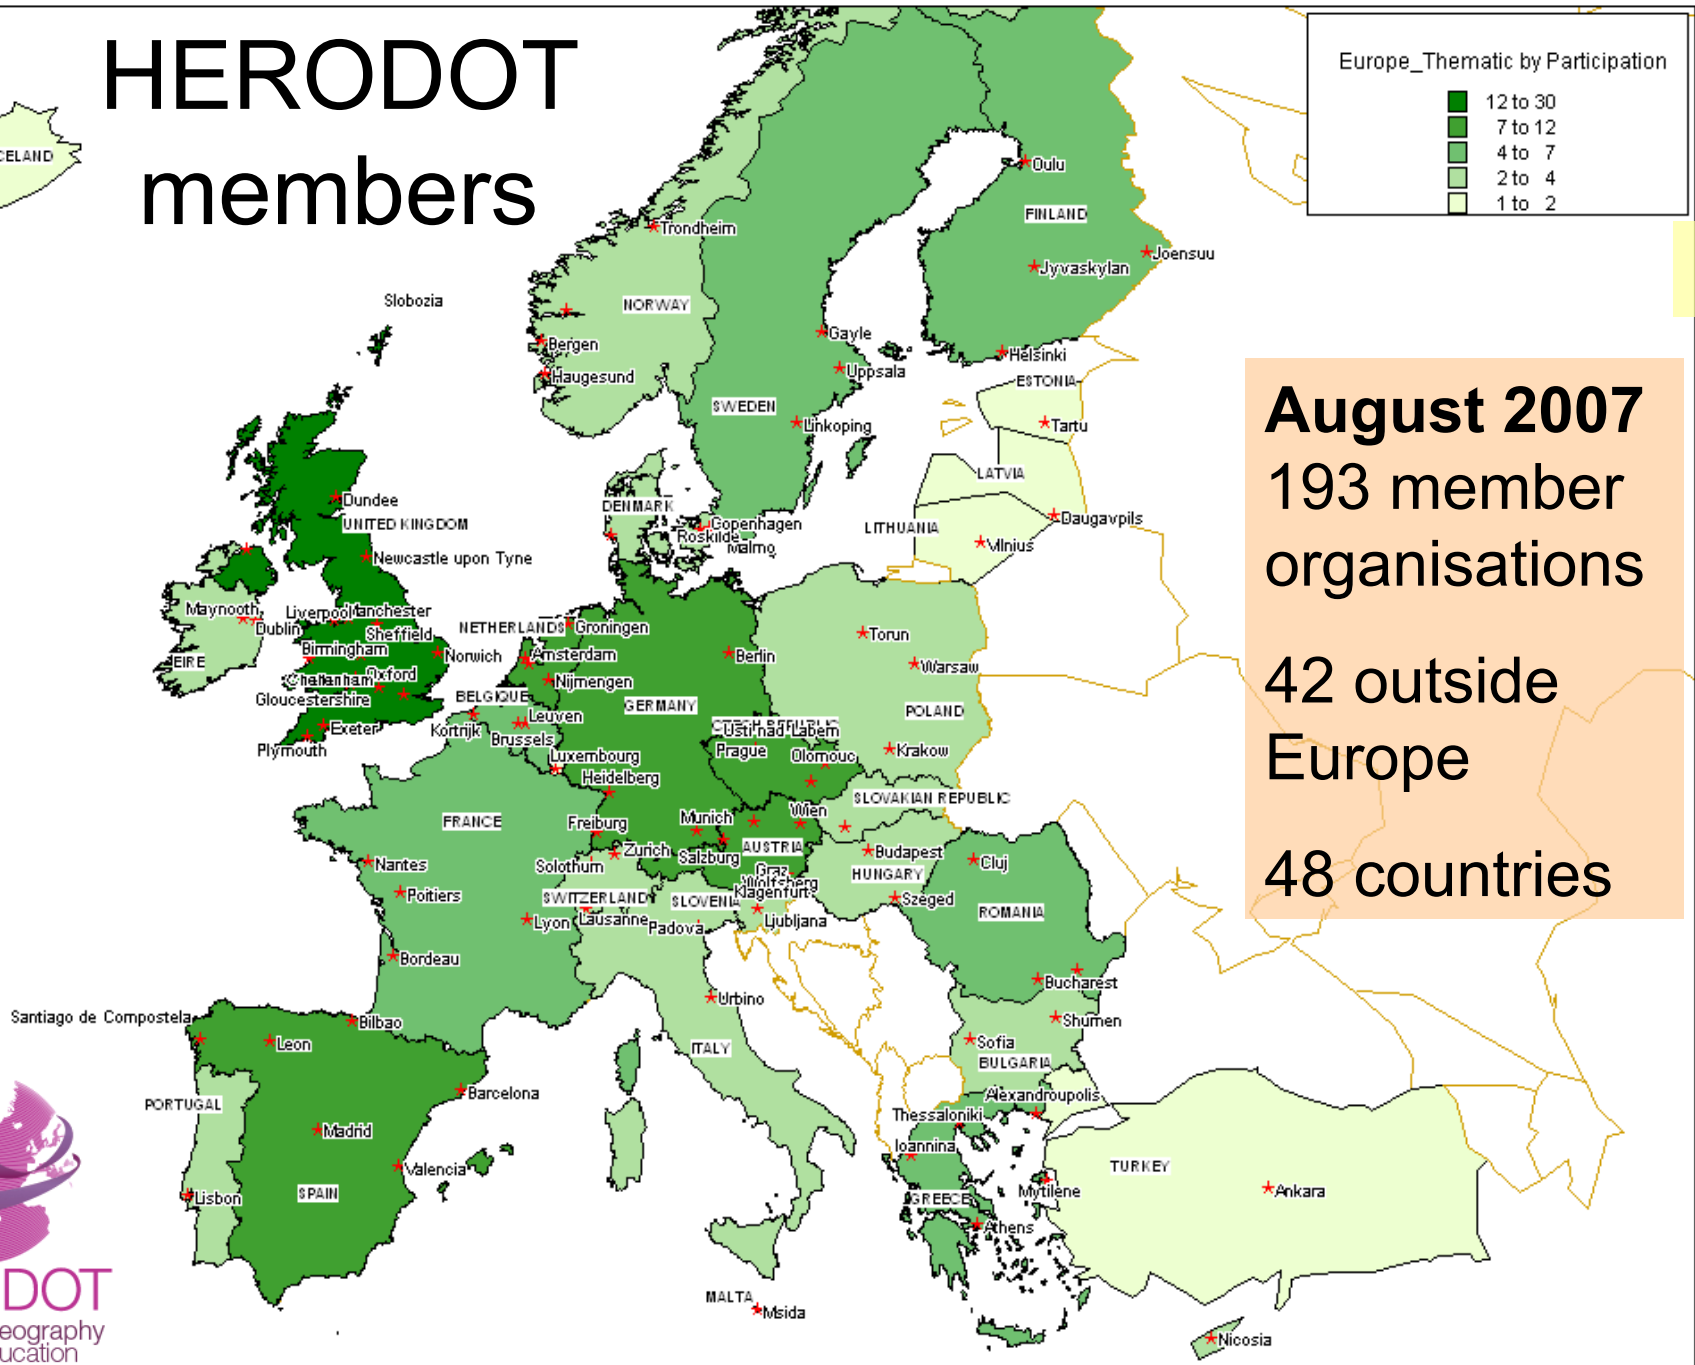 HERODOT
members
Europe_Thematic by Participation
12 to 30
7 to 12
4 to 7
2 to 4
1 to 2
CELAND
Oulu
FINLAND
Trondheim
Joensuu
Jyvaskylan
Slobozia
NORWAY
Gavle
Bergen
Helsinki
Uppsala
Haugesund
ESTONIA
SWEDEN
Linkoping
Tartu
August 2007
193 member
organisations
42 outside
Europe
48 countries
LATVIA
Dundee
DENMARK
UNITED KINGDOM
Copenhagen
Roskilde
Malmo
LITHUANIA
Daugavpils
Vilnius
Newcastle upon Tyne
Maynooth
Liverpool
Manchester
Dublin
Sheffield
NETHERLANDS
Groningen
Torun
Birmingham
Norwich
Amsterdam
Berlin
EIRE
Warsaw
Cheltenham
Oxford
Nijmengen
Gloucestershire
BELGIQUE
GERMANY
POLAND
Exeter
Kortrijk
Leuven
CZECH REPUBLIC
Usti nad Labem
Plymouth
Brussels
Prague
Krakow
Luxembourg
Olomouc
Heidelberg
SLOVAKIAN REPUBLIC
FRANCE
Freiburg
Munich
Wien
Zurich
AUSTRIA
Budapest
Nantes
Solothurn
Salzburg
Cluj
Graz
HUNGARY
Wolfsberg
Poitiers
SWITZERLAND
SLOVENIA
Klagenfurt
Szeged
ROMANIA
Lyon
Lausanne
Padova
Ljubljana
Bordeau
Bucharest
Urbino
Santiago de Compostela
Bilbao
Shumen
Leon
ITALY
Sofia
BULGARIA
Barcelona
Alexandroupolis
PORTUGAL
Thessaloniki
Madrid
Ioannina
Valencia
TURKEY
Lisbon
SPAIN
Mytilene
Ankara
GREECE
Athens
DOT
MALTA
Msida
eography
Nicosia
ucation